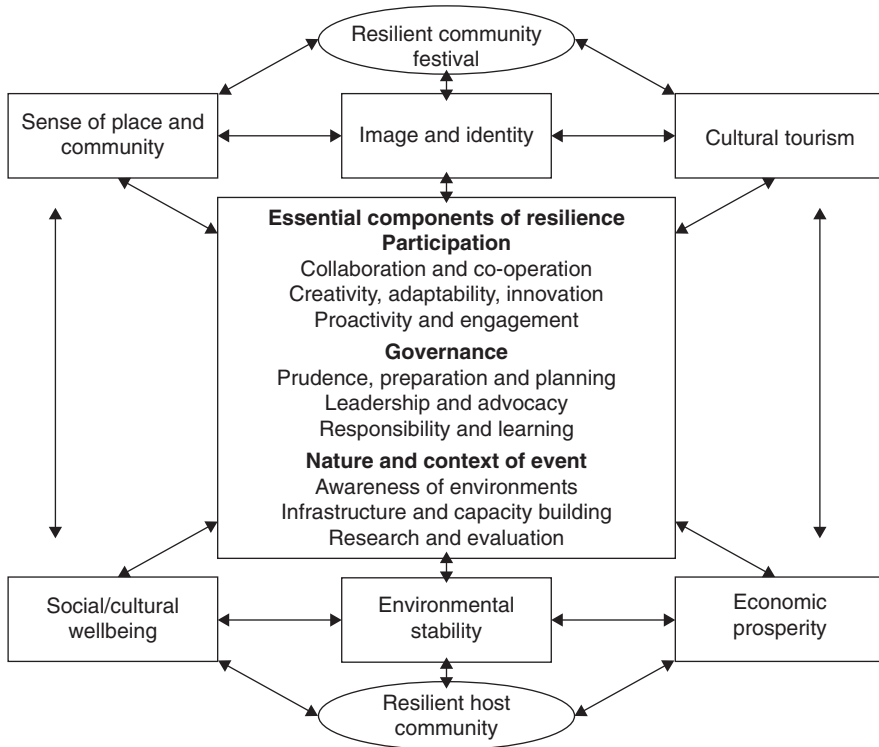 Resilient community
festival
Sense of place and
community
Image and identity
Cultural tourism
Essential components of resilience
Participation
Collaboration and co-operation
Creativity, adaptability, innovation
Proactivity and engagement
Governance
Prudence, preparation and planning
Leadership and advocacy
Responsibility and learning
Nature and context of event
Awareness of environments
Infrastructure and capacity building
Research and evaluation
Social/cultural
wellbeing
Environmental
stability
Economic
prosperity
Resilient host
community